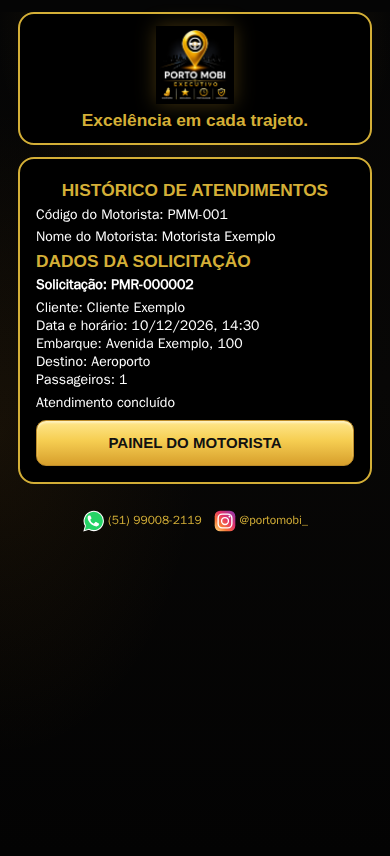 PORTO MOBI
EXECUTIVO
Excelência em cada trajeto.
HISTÓRICO DE ATENDIMENTOS
Código do Motorista: PMM-001
Nome do Motorista: Motorista Exemplo
DADOS DA SOLICITAÇÃO
Solicitação: PMR-000002
Cliente: Cliente Exemplo
Data e horário: 10/12/2026, 14:30
Embarque: Avenida Exemplo, 100
Destino: Aeroporto
Passageiros: 1
Atendimento concluído
PAINEL DO MOTORISTA
(51) 99008-2119 @portomobi_